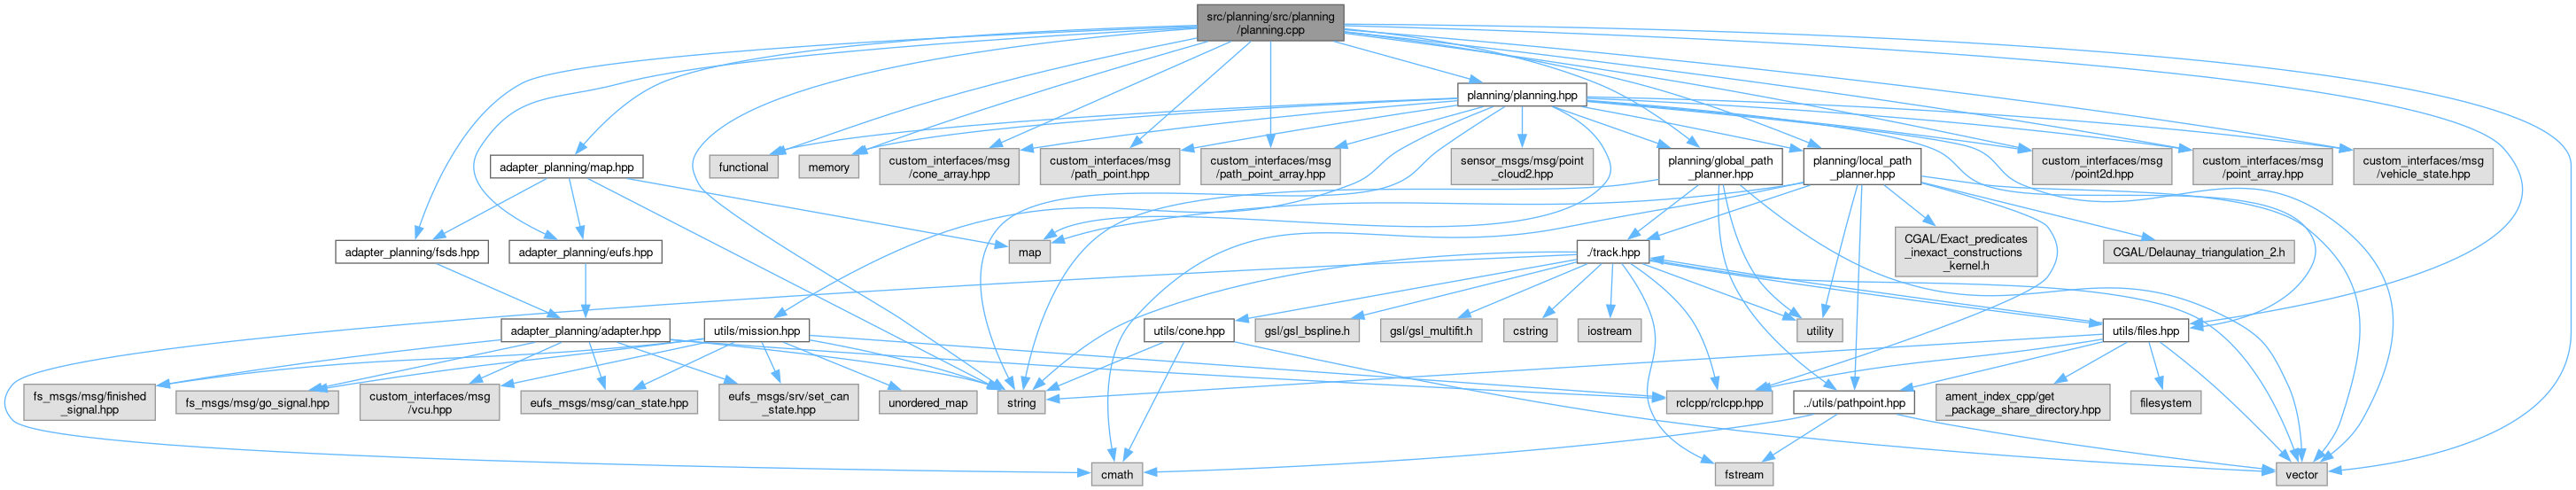 src/planning/src/planning
/planning.cpp
planning/planning.hpp
adapter_planning/map.hpp
functional
memory
custom_interfaces/msg
/cone_array.hpp
custom_interfaces/msg
/path_point.hpp
custom_interfaces/msg
/path_point_array.hpp
sensor_msgs/msg/point
_cloud2.hpp
planning/global_path
_planner.hpp
planning/local_path
_planner.hpp
custom_interfaces/msg
/point2d.hpp
custom_interfaces/msg
/point_array.hpp
custom_interfaces/msg
/vehicle_state.hpp
adapter_planning/fsds.hpp
adapter_planning/eufs.hpp
map
./track.hpp
CGAL/Exact_predicates
_inexact_constructions
_kernel.h
CGAL/Delaunay_triangulation_2.h
adapter_planning/adapter.hpp
utils/mission.hpp
utils/cone.hpp
gsl/gsl_bspline.h
gsl/gsl_multifit.h
cstring
iostream
utility
utils/files.hpp
fs_msgs/msg/finished
_signal.hpp
fs_msgs/msg/go_signal.hpp
custom_interfaces/msg
/vcu.hpp
eufs_msgs/msg/can_state.hpp
eufs_msgs/srv/set_can
_state.hpp
unordered_map
string
rclcpp/rclcpp.hpp
../utils/pathpoint.hpp
ament_index_cpp/get
_package_share_directory.hpp
filesystem
cmath
fstream
vector